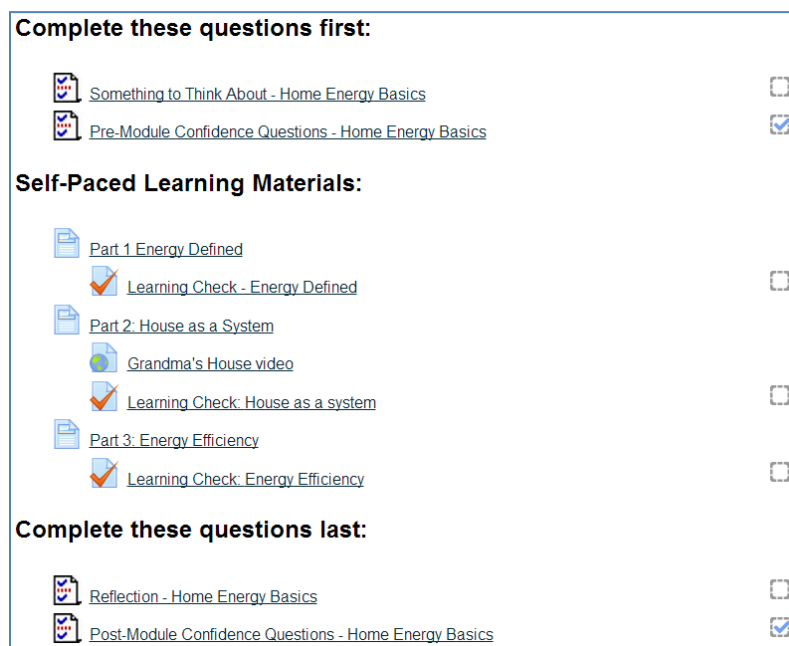 Complete these questions first:
Something to Think About - Home Energy Basics
Pre-Module Confidence Questions - Home Energy Basics
Self-Paced Learning Materials:
Part 1 Energy Defined
Learning Check - Energy Defined
Part 2: House as a System
Grandma's House video
Learning Check: House as a system
Part 3: Energy Efficiency
Learning Check: Energy Efficiency
Complete these questions last:
Reflection - Home Energy Basics
Post-Module Confidence Questions - Home Energy Basics